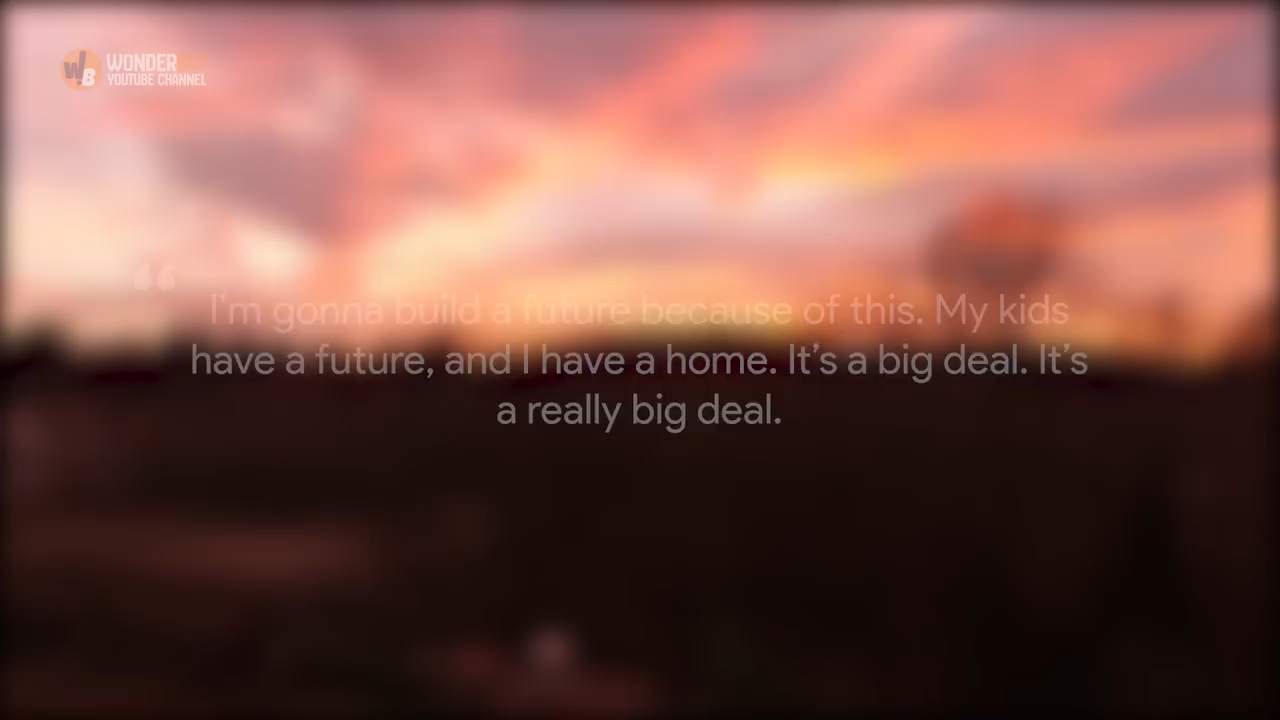 WONDERBOT
YOUTUBE CHANNEL
“
I'm gonna build a future because of this. My kids
have a future, and I have a home. It’s a big deal. It’s
a really big deal.